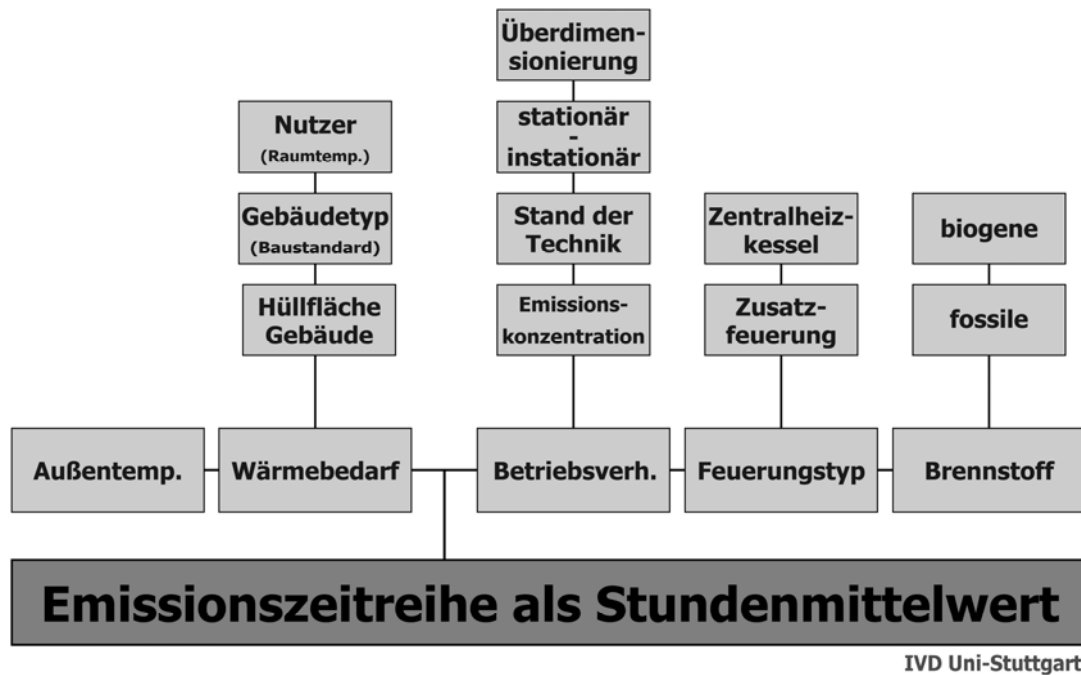 Überdimen-
sionierung
Nutzer
(Raumtemp.)
stationär
-
instationär
Gebäudetyp
(Baustandard)
Stand der
Technik
Zentralheiz-
kessel
biogene
Hüllfläche
Gebäude
Emissions-
konzentration
Zusatz-
feuerung
fossile
Außentemp.
Wärmebedarf
Betriebsverh.
Feuerungstyp
Brennstoff
Emissionszeitreihe als Stundenmittelwert
IVD Uni-Stuttgart